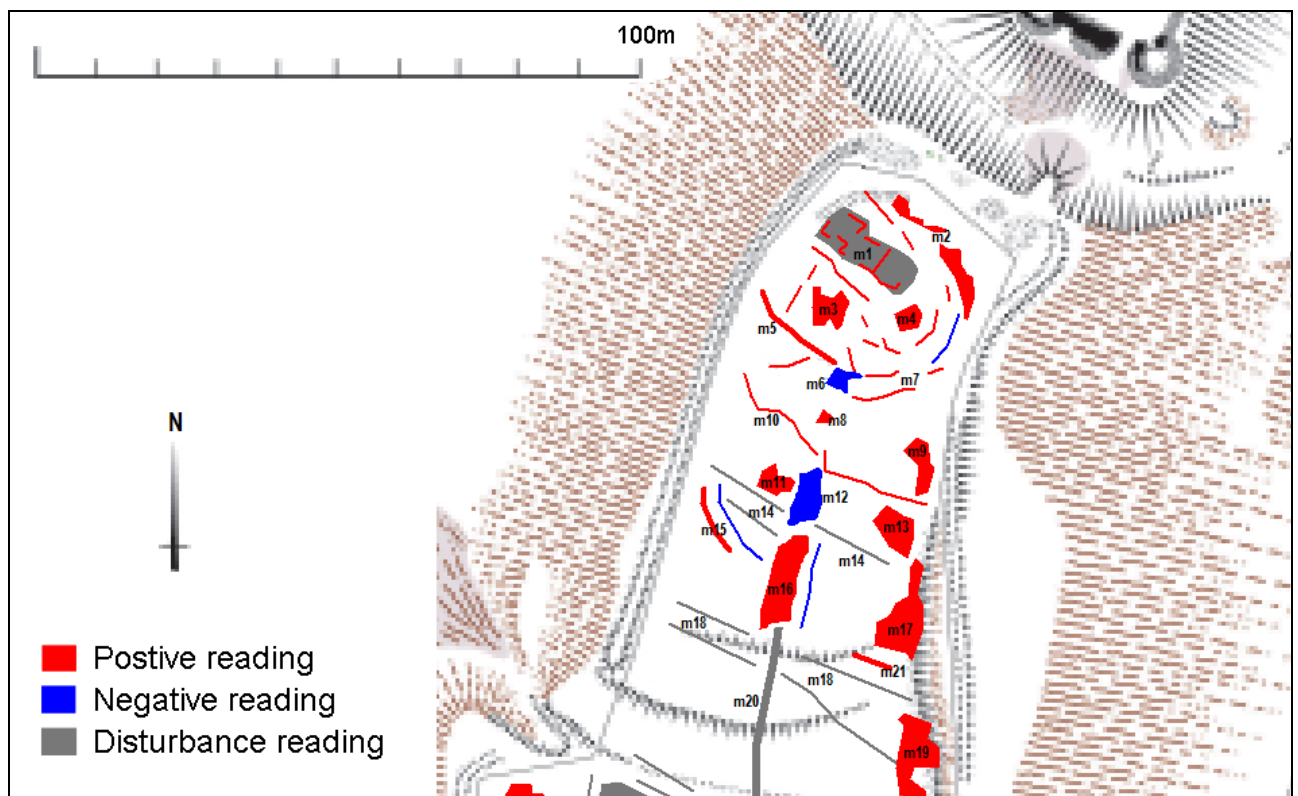 100m
m2
m1
m3
m4
m5
m6
m7
m10
m8
N
m9
m11
m12
m14
m15
m13
m14
m16
m18
m17
m21
m18
m20
m19
Postive reading
Negative reading
Disturbance reading